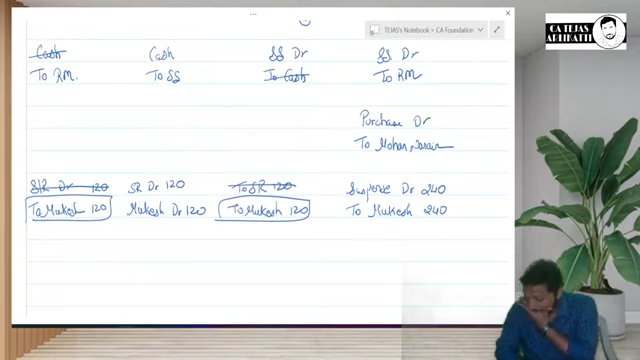 TEJAS's Notebook > CA Foundation
CA TEJAS
ARLIKATTI
Cash Cash SS Dr SS Dr
To RM. To SS To Cash To RM
Purchase Dr
To Mohan Narain
SR Dr 120 SR Dr 120 To SR 120 Suspense Dr 240
To Mukesh 120 Mukesh Dr 120 To Mukesh 120 To Mukesh 240